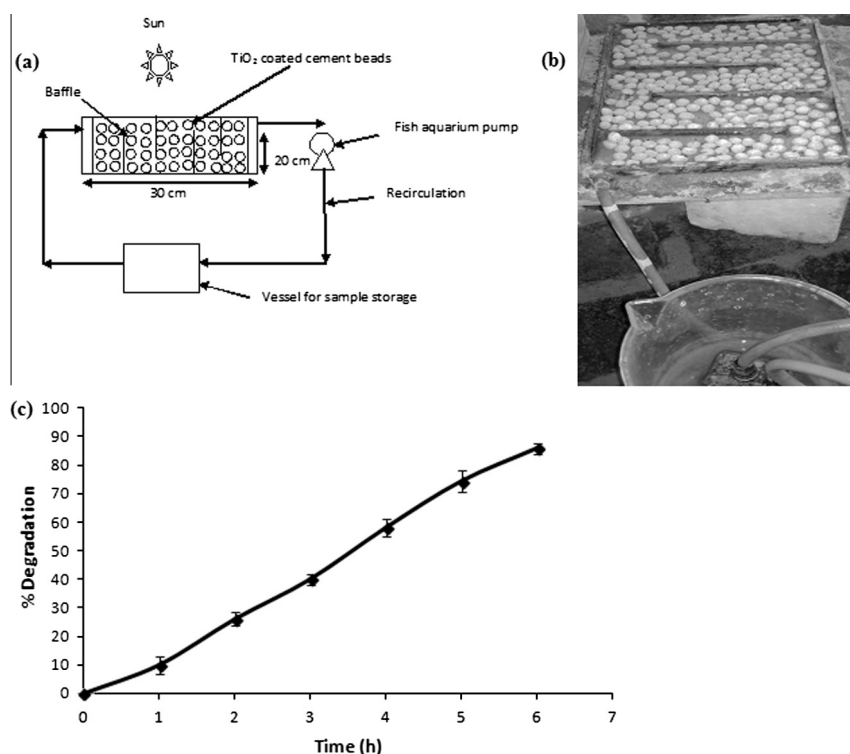 Sun
(a)
TiO₂ coated cement beads
Baffle
Fish aquarium pump
20 cm
30 cm
Recirculation
Vessel for sample storage
(b)
(c)
% Degradation
100
90
80
70
60
50
40
30
20
10
0
0 1 2 3 4 5 6 7
Time (h)